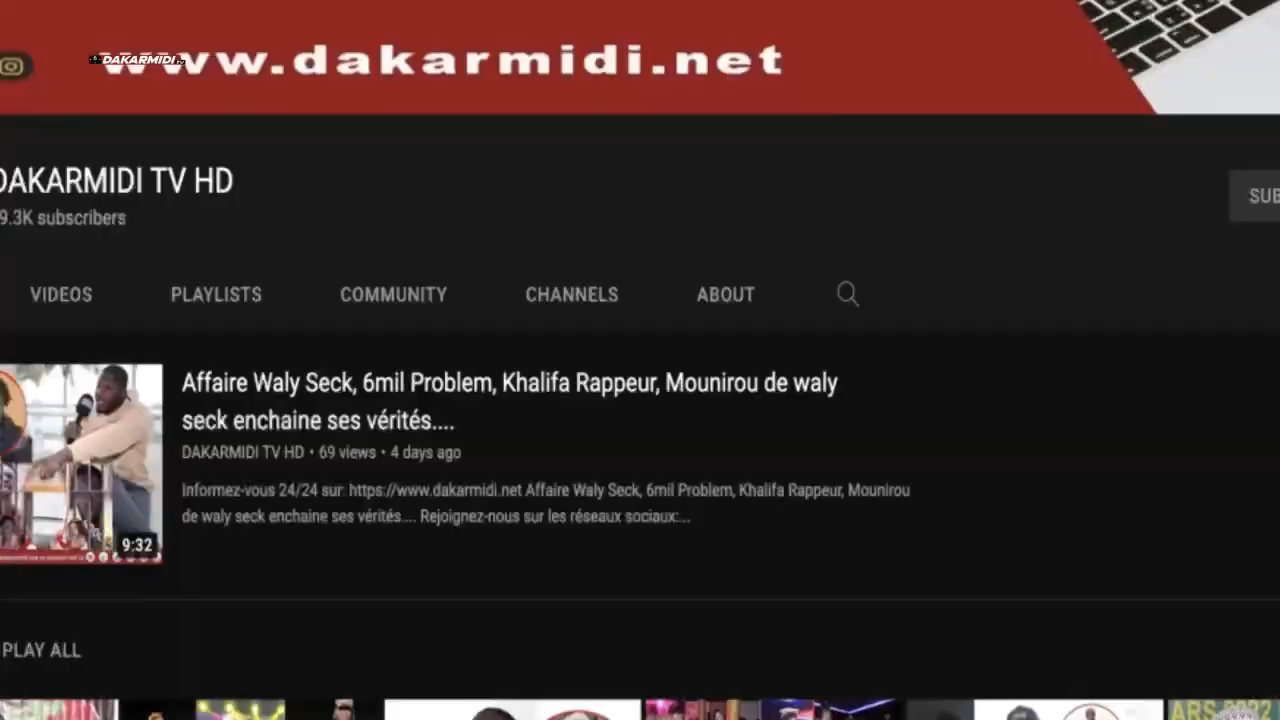 www.dakarmidi.net
DAKARMIDI
DAKARMIDI TV HD
9.3K subscribers
SUB
VIDEOS
PLAYLISTS
COMMUNITY
CHANNELS
ABOUT
Affaire Waly Seck, 6mil Problem, Khalifa Rappeur, Mounirou de waly
seck enchaine ses vérités....
DAKARMIDI TV HD • 69 views • 4 days ago
Informez-vous 24/24 sur: https://www.dakarmidi.net Affaire Waly Seck, 6mil Problem, Khalifa Rappeur, Mounirou
de waly seck enchaine ses vérités.... Rejoignez-nous sur les réseaux sociaux:...
9:32
PLAY ALL